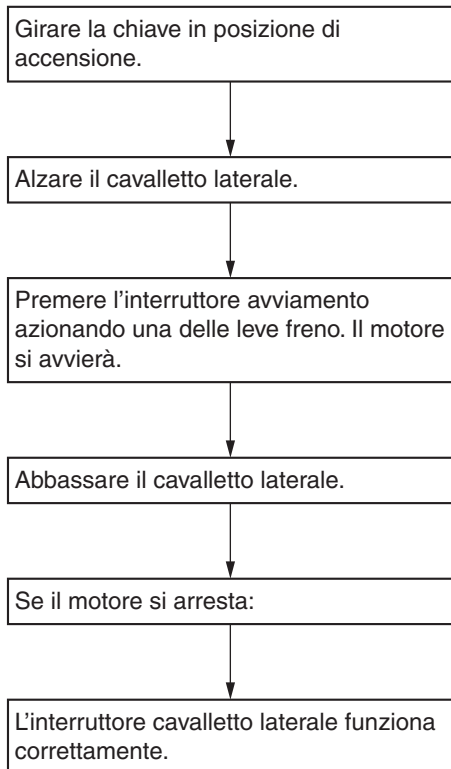 Girare la chiave in posizione di
accensione.
Alzare il cavalletto laterale.
Premere l’interruttore avviamento
azionando una delle leve freno. Il motore
si avvierà.
Abbassare il cavalletto laterale.
Se il motore si arresta:
L’interruttore cavalletto laterale funziona
correttamente.